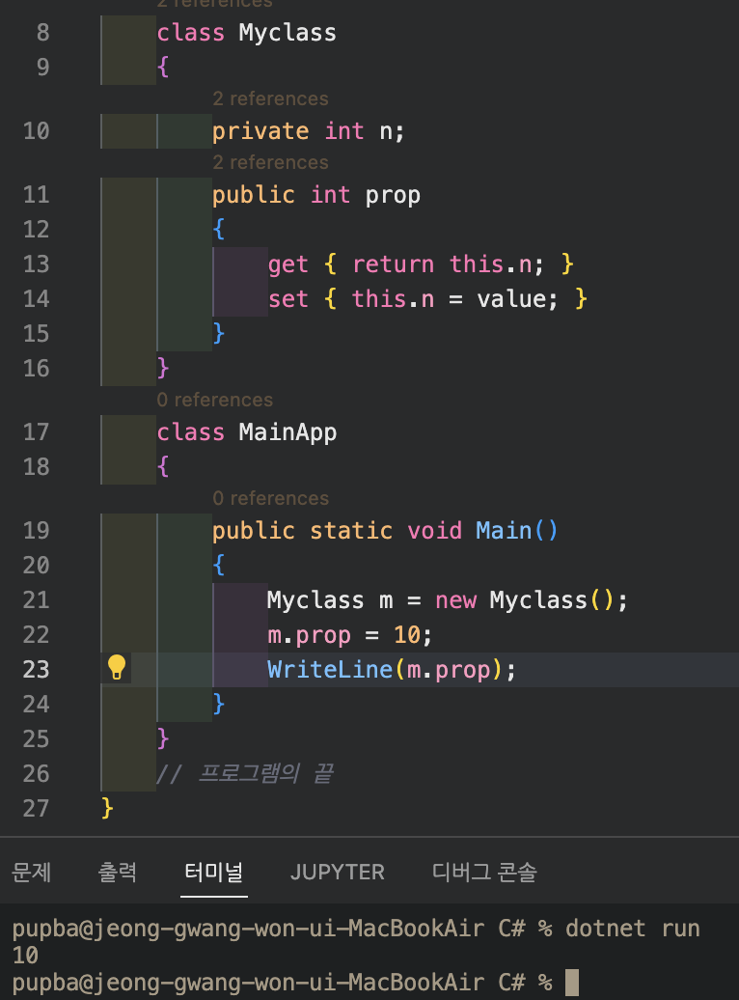 2 references
8 class Myclass
9 {
2 references
10 private int n;
2 references
11 public int prop
12 {
13 get { return this.n; }
14 set { this.n = value; }
15 }
16 }
0 references
17 class MainApp
18 {
0 references
19 public static void Main()
20 {
21 Myclass m = new Myclass();
22 m.prop = 10;
23 WriteLine(m.prop);
24 }
25 }
26 // 프로그램의 끝
27 }
문제 출력 터미널 JUPYTER 디버그 콘솔
pupba@jeong-gwang-won-ui-MacBookAir C# % dotnet run
10
pupba@jeong-gwang-won-ui-MacBookAir C# %